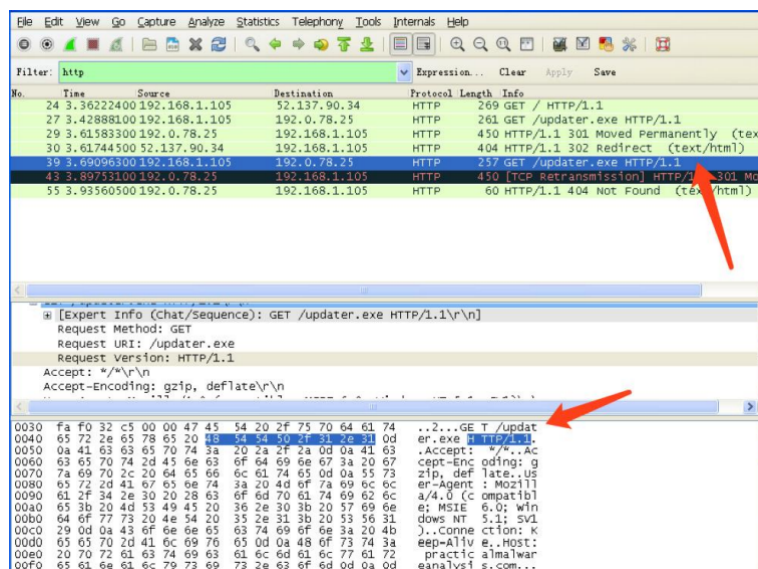 File Edit View Go Capture Analyze Statistics Telephony Tools Internals Help
Filter: http Expression... Clear Apply Save
No. Time Source Destination Protocol Length Info
24 3.36222400 192.168.1.105 52.137.90.34 HTTP 269 GET / HTTP/1.1
27 3.42888100 192.168.1.105 192.0.78.25 HTTP 261 GET /updater.exe HTTP/1.1
29 3.61583300 192.0.78.25 192.168.1.105 HTTP 450 HTTP/1.1 301 Moved Permanently (tex
30 3.61744500 52.137.90.34 192.168.1.105 HTTP 404 HTTP/1.1 302 Redirect (text/html)
39 3.69096300 192.168.1.105 192.0.78.25 HTTP 257 GET /updater.exe HTTP/1.1
43 3.89753100 192.0.78.25 192.168.1.105 HTTP 450 [TCP Retransmission] HTTP/1.1 301 Mo
55 3.93560500 192.0.78.25 192.168.1.105 HTTP 60 HTTP/1.1 404 Not Found (text/html)
[Expert Info (Chat/Sequence): GET /updater.exe HTTP/1.1\r\n]
Request Method: GET
Request URI: /updater.exe
Request Version: HTTP/1.1
Accept: */*\r\n
Accept-Encoding: gzip, deflate\r\n
0030 fa f0 32 c5 00 00 47 45 54 20 2f 75 70 64 61 74 ..2...GE T /updat
0040 65 72 2e 65 78 65 20 48 54 54 50 2f 31 2e 31 0d er.exe H TTP/1.1.
0050 0a 41 63 63 65 70 74 3a 20 2a 2f 2a 0d 0a 41 63 .Accept: */*..Ac
0060 63 65 70 74 2d 45 6e 63 6f 64 69 6e 67 3a 20 67 cept-Enc oding: g
0070 7a 69 70 2c 20 64 65 66 6c 61 74 65 0d 0a 55 73 zip, def late..Us
0080 65 72 2d 41 67 65 6e 74 3a 20 4d 6f 7a 69 6c 6c er-Agent : Mozill
0090 61 2f 34 2e 30 20 28 63 6f 6d 70 61 74 69 62 6c a/4.0 (c ompatibl
00a0 65 3b 20 4d 53 49 45 20 36 2e 30 3b 20 57 69 6e e; MSIE 6.0; Win
00b0 64 6f 77 73 20 4e 54 20 35 2e 31 3b 20 53 56 31 dows NT 5.1; SV1
00c0 29 0d 0a 43 6f 6e 6e 65 63 74 69 6f 6e 3a 20 4b )..Conne ction: K
00d0 65 65 70 2d 41 6c 69 76 65 0d 0a 48 6f 73 74 3a eep-Aliv e..Host:
00e0 20 70 72 61 63 74 69 63 61 6c 6d 61 6c 77 61 72 practic almalwar
00f0 65 61 6e 61 6c 79 73 69 73 2e 63 6f 6d 0d 0a 0d eanalysi s.com...